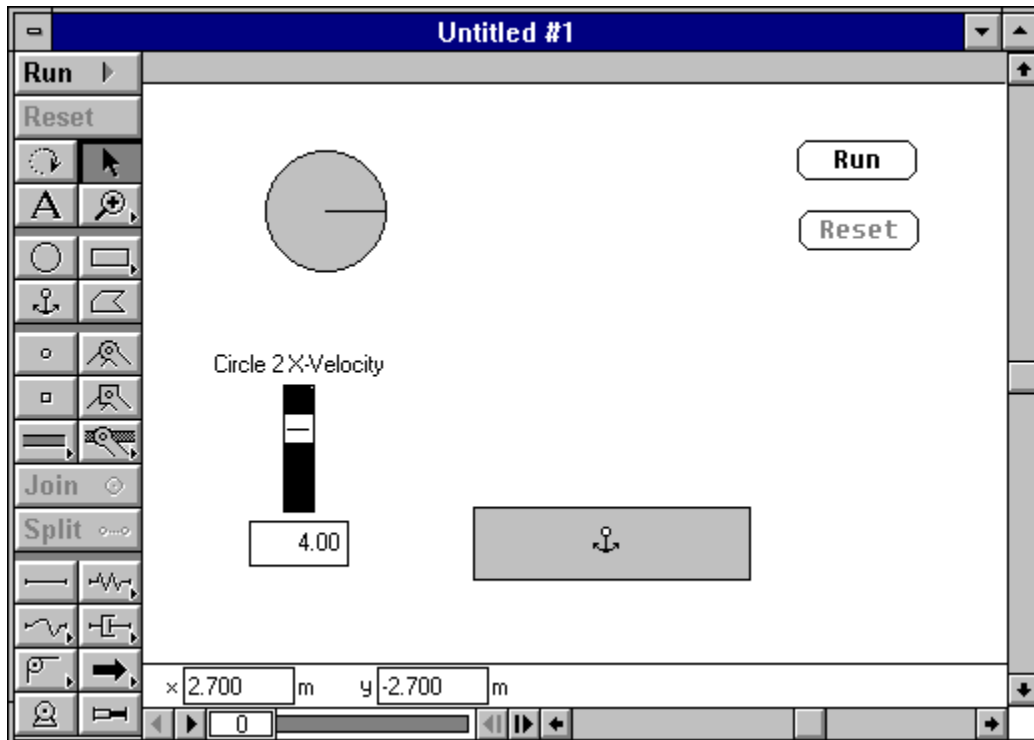 Untitled #1
Run
Reset
A
Run
Reset
Circle 2 X-Velocity
4.00
Join
Split
x 2.700 m y -2.700 m
0